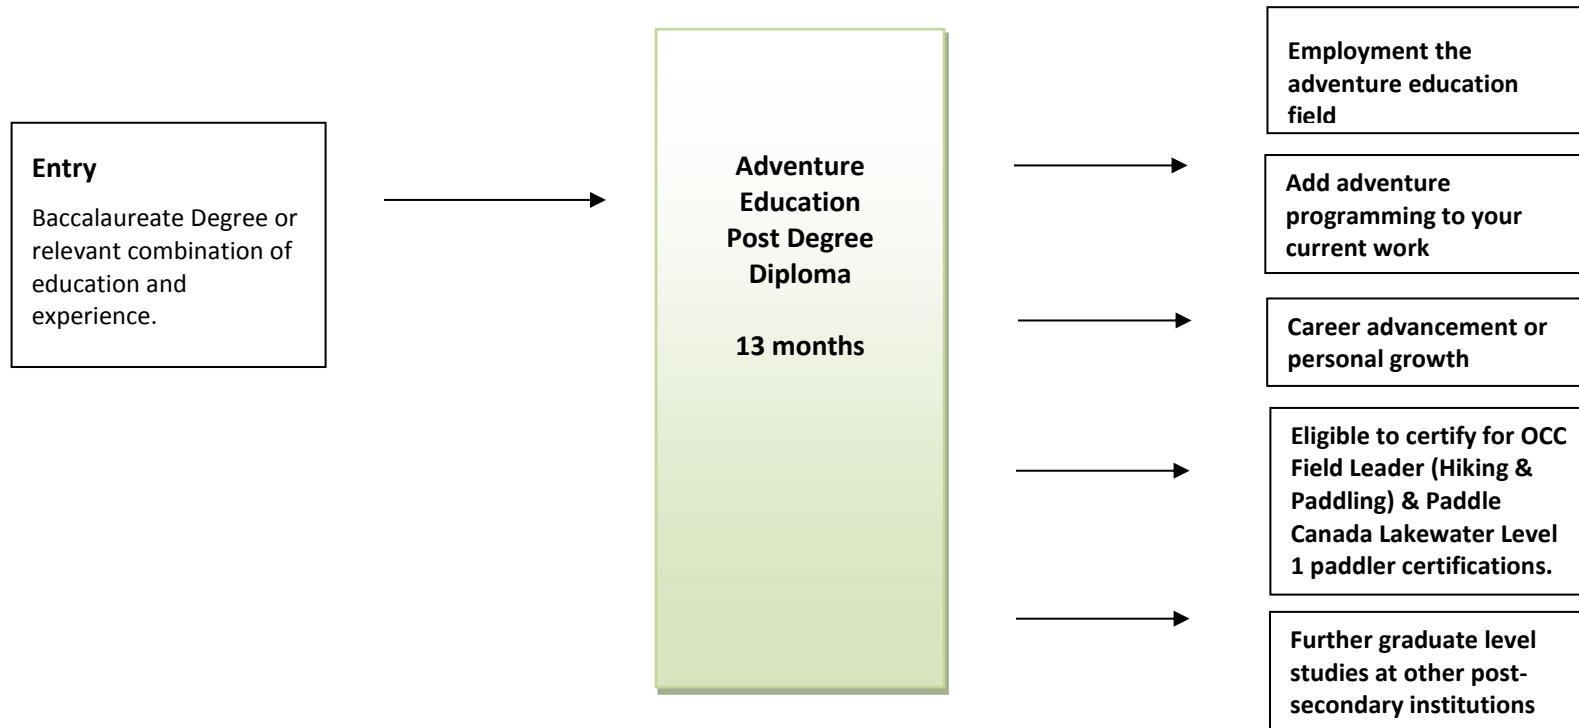 Entry
Baccalaureate Degree or
relevant combination of
education and
experience.
Adventure
Education
Post Degree
Diploma
13 months
Employment the
adventure education
field
Add adventure
programming to your
current work
Career advancement or
personal growth
Eligible to certify for OCC
Field Leader (Hiking &
Paddling) & Paddle
Canada Lakewater Level
1 paddler certifications.
Further graduate level
studies at other post-
secondary institutions